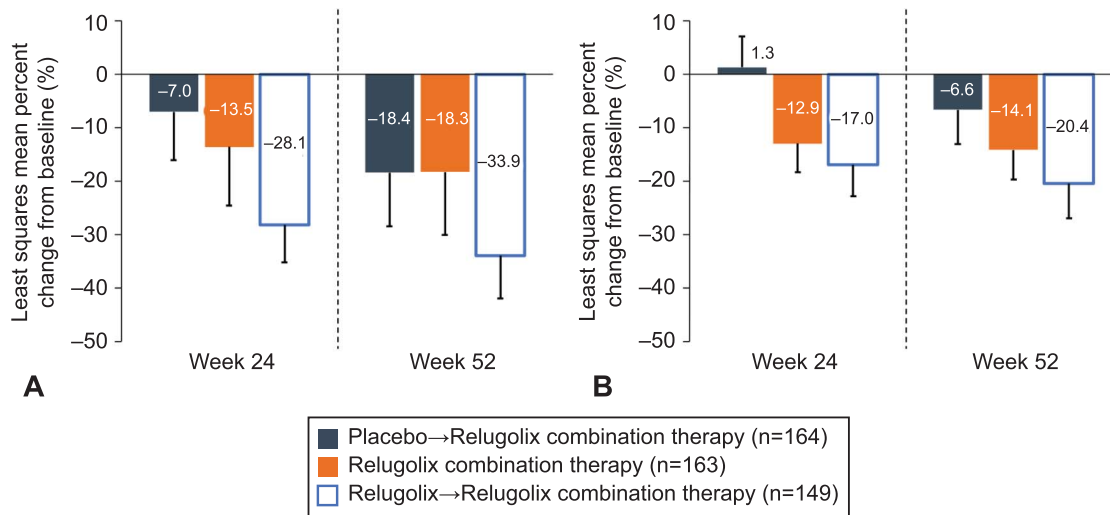 Least squares mean percent
change from baseline (%)
10
0
–10
–20
–30
–40
–50
–7.0
–13.5
–28.1
–18.4
–18.3
–33.9
Week 24
Week 52
A
Least squares mean percent
change from baseline (%)
10
0
–10
–20
–30
–40
–50
1.3
–12.9
–17.0
–6.6
–14.1
–20.4
Week 24
Week 52
B
Placebo→Relugolix combination therapy (n=164)
Relugolix combination therapy (n=163)
Relugolix→Relugolix combination therapy (n=149)